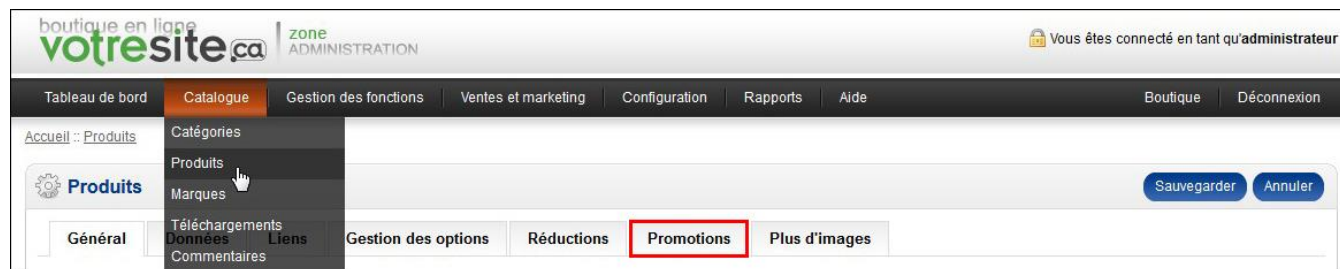 boutique en ligne
votresite.ca zone
ADMINISTRATION
Vous êtes connecté en tant qu'administrateur
Tableau de bord Catalogue Gestion des fonctions Ventes et marketing Configuration Rapports Aide Boutique Déconnexion
Accueil :: Produits
Catégories
Produits
Marques
Téléchargements
Commentaires
Produits Sauvegarder Annuler
Général Données Liens Gestion des options Réductions Promotions Plus d'images